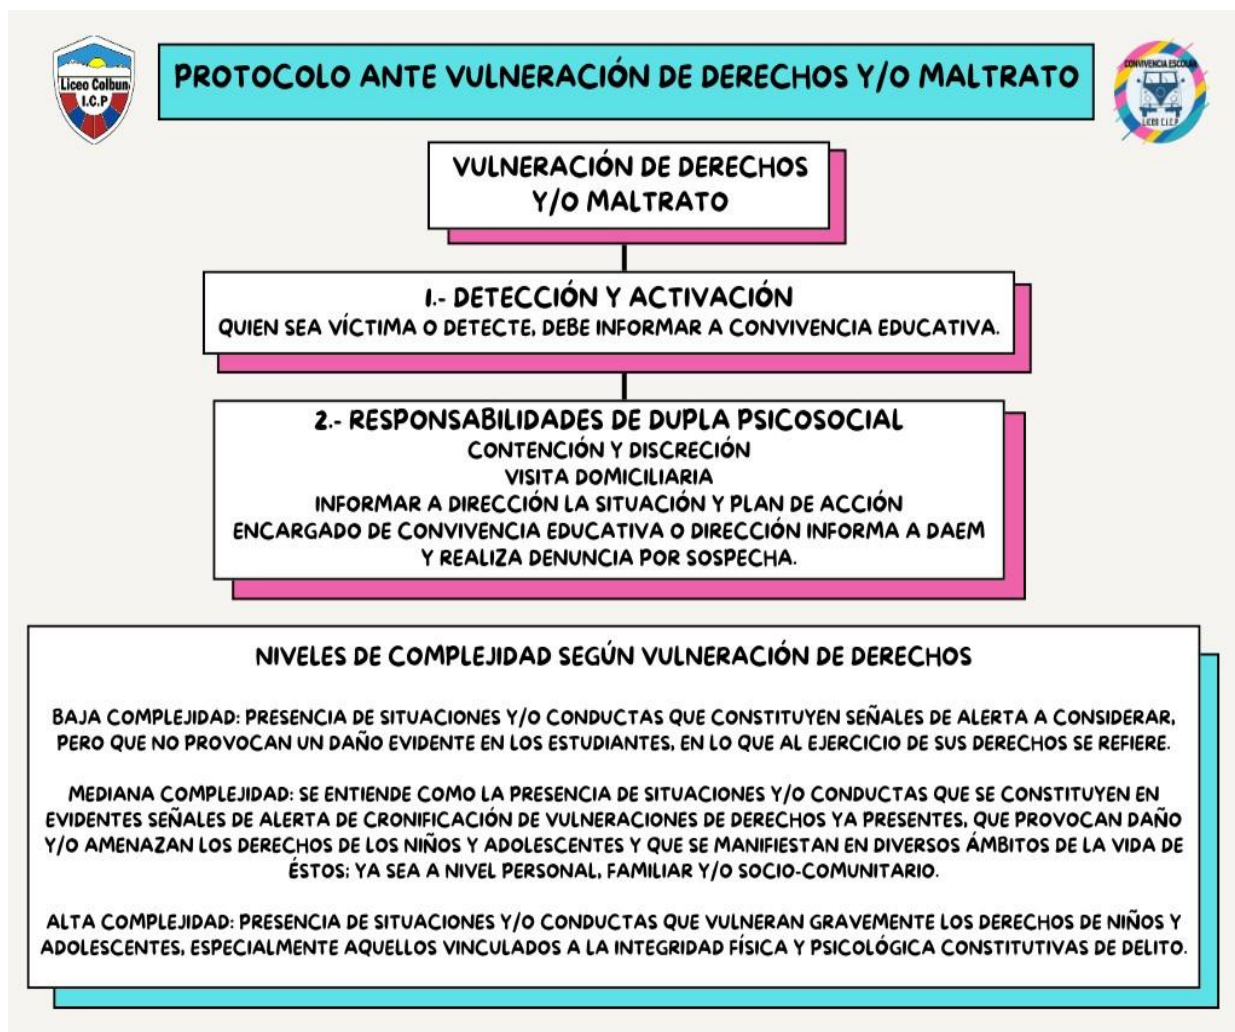 Liceo Colbun
I.C.P
PROTOCOLO ANTE VULNERACIÓN DE DERECHOS Y/O MALTRATO
CONVIVENCIA ESCOLAR
LICEO C.I.C.P
VULNERACIÓN DE DERECHOS
Y/O MALTRATO
1.- DETECCIÓN Y ACTIVACIÓN
QUIEN SEA VÍCTIMA O DETECTE, DEBE INFORMAR A CONVIVENCIA EDUCATIVA.
2.- RESPONSABILIDADES DE DUPLA PSICOSOCIAL
CONTENCIÓN Y DISCRECIÓN
VISITA DOMICILIARIA
INFORMAR A DIRECCIÓN LA SITUACIÓN Y PLAN DE ACCIÓN
ENCARGADO DE CONVIVENCIA EDUCATIVA O DIRECCIÓN INFORMA A DAEM
Y REALIZA DENUNCIA POR SOSPECHA.
NIVELES DE COMPLEJIDAD SEGÚN VULNERACIÓN DE DERECHOS
BAJA COMPLEJIDAD: PRESENCIA DE SITUACIONES Y/O CONDUCTAS QUE CONSTITUYEN SEÑALES DE ALERTA A CONSIDERAR,
PERO QUE NO PROVOCAN UN DAÑO EVIDENTE EN LOS ESTUDIANTES, EN LO QUE AL EJERCICIO DE SUS DERECHOS SE REFIERE.
MEDIANA COMPLEJIDAD: SE ENTIENDE COMO LA PRESENCIA DE SITUACIONES Y/O CONDUCTAS QUE SE CONSTITUYEN EN
EVIDENTES SEÑALES DE ALERTA DE CRONIFICACIÓN DE VULNERACIONES DE DERECHOS YA PRESENTES, QUE PROVOCAN DAÑO
Y/O AMENAZAN LOS DERECHOS DE LOS NIÑOS Y ADOLESCENTES Y QUE SE MANIFIESTAN EN DIVERSOS ÁMBITOS DE LA VIDA DE
ÉSTOS; YA SEA A NIVEL PERSONAL, FAMILIAR Y/O SOCIO-COMUNITARIO.
ALTA COMPLEJIDAD: PRESENCIA DE SITUACIONES Y/O CONDUCTAS QUE VULNERAN GRAVEMENTE LOS DERECHOS DE NIÑOS Y
ADOLESCENTES, ESPECIALMENTE AQUELLOS VINCULADOS A LA INTEGRIDAD FÍSICA Y PSICOLÓGICA CONSTITUTIVAS DE DELITO.